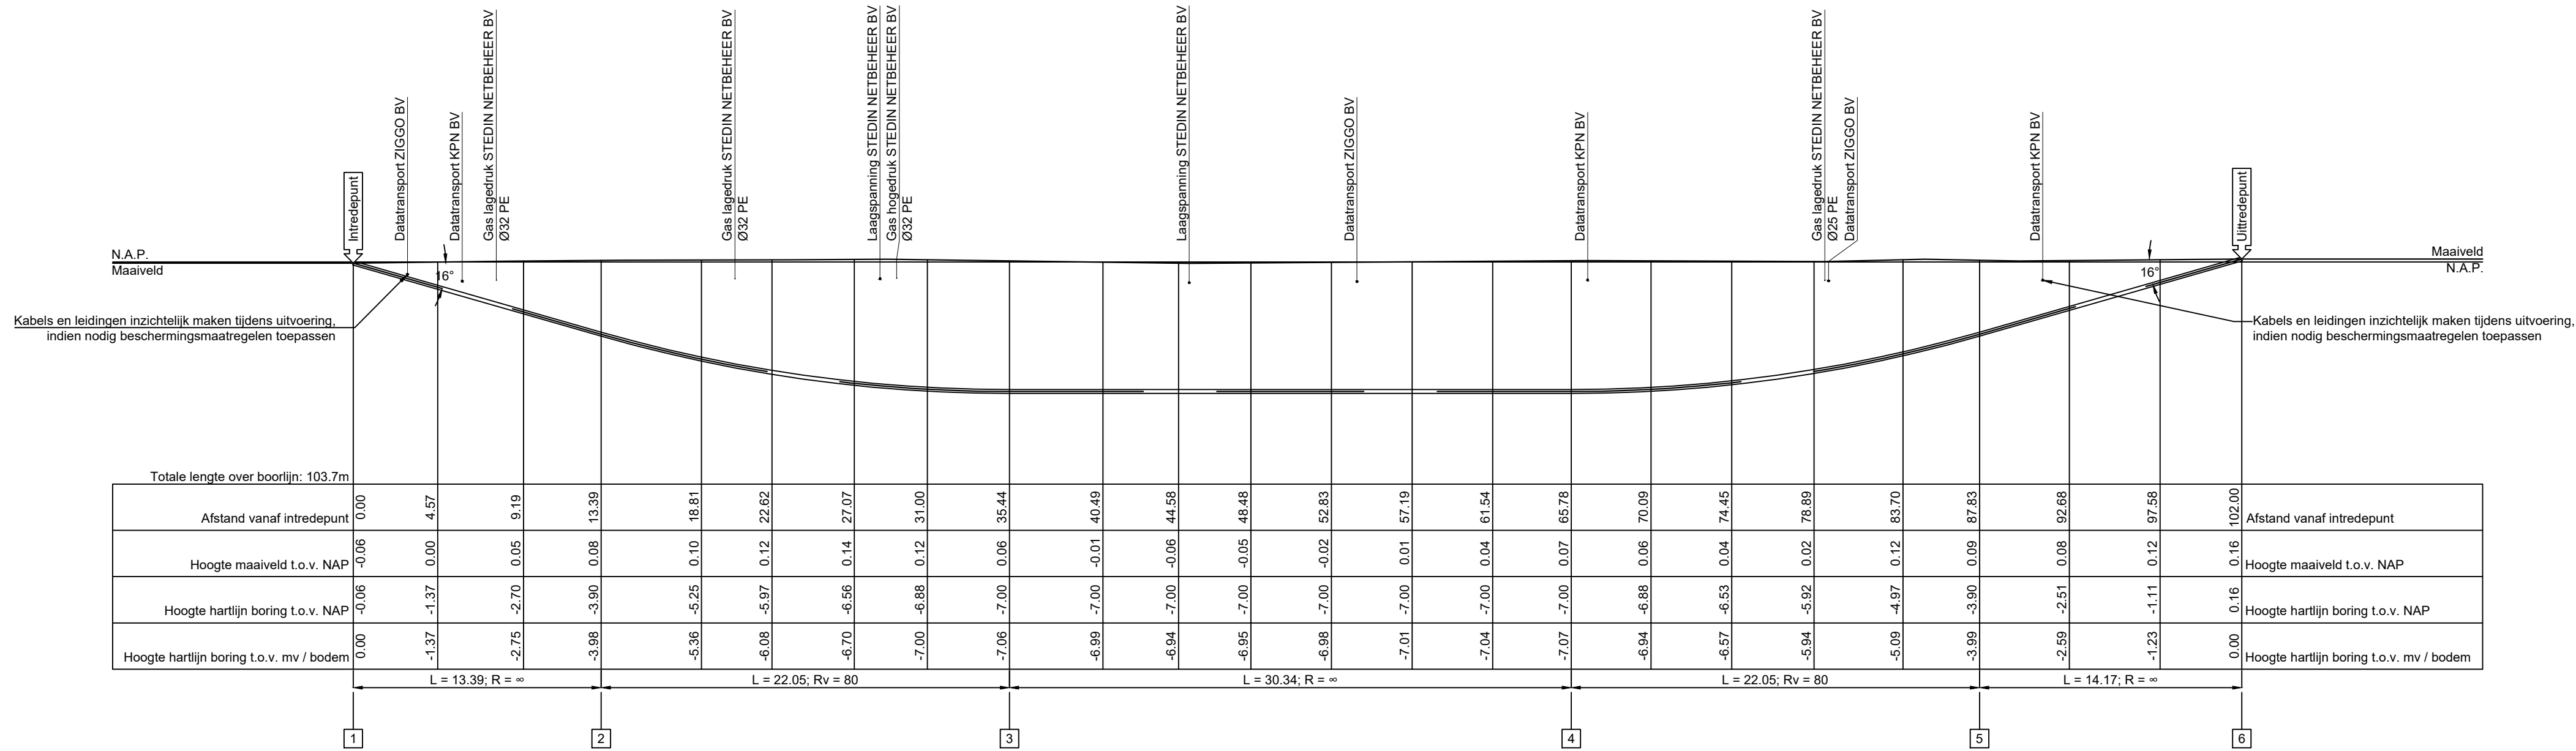 Datatransport ZIGGO BV
Datatransport KPN BV
Gas lagedruk STEDIN NETBEHEER BV
Ø32 PE
Gas lagedruk STEDIN NETBEHEER BV
Ø32 PE
Laagspanning STEDIN NETBEHEER BV
Gas hogedruk STEDIN NETBEHEER BV
Ø32 PE
Laagspanning STEDIN NETBEHEER BV
Datatransport ZIGGO BV
Datatransport KPN BV
Gas lagedruk STEDIN NETBEHEER BV
Ø25 PE
Datatransport ZIGGO BV
Datatransport KPN BV
Intredepunt
Uittredepunt
N.A.P.
Maaiveld
Maaiveld
N.A.P.
16°
16°
Kabels en leidingen inzichtelijk maken tijdens uitvoering,
indien nodig beschermingsmaatregelen toepassen
Kabels en leidingen inzichtelijk maken tijdens uitvoering,
indien nodig beschermingsmaatregelen toepassen
Totale lengte over boorlijn: 103.7m
Afstand vanaf intredepunt 0.00 4.57 9.19 13.39 18.81 22.62 27.07 31.00 35.44 40.49 44.58 48.48 52.83 57.19 61.54 65.78 70.09 74.45 78.89 83.70 87.83 92.68 97.58 102.00 Afstand vanaf intredepunt
Hoogte maaiveld t.o.v. NAP -0.06 0.00 0.05 0.08 0.10 0.12 0.14 0.12 0.06 -0.01 -0.06 -0.05 -0.02 0.01 0.04 0.07 0.06 0.04 0.02 0.12 0.09 0.08 0.12 0.16 Hoogte maaiveld t.o.v. NAP
Hoogte hartlijn boring t.o.v. NAP -0.06 -1.37 -2.70 -3.90 -5.25 -5.97 -6.56 -6.88 -7.00 -7.00 -7.00 -7.00 -7.00 -7.00 -7.00 -7.00 -6.88 -6.53 -5.92 -4.97 -3.90 -2.51 -1.11 0.16 Hoogte hartlijn boring t.o.v. NAP
Hoogte hartlijn boring t.o.v. mv / bodem 0.00 -1.37 -2.75 -3.98 -5.36 -6.08 -6.70 -7.00 -7.06 -6.99 -6.94 -6.95 -6.98 -7.01 -7.04 -7.07 -6.94 -6.57 -5.94 -5.09 -3.99 -2.59 -1.23 0.00 Hoogte hartlijn boring t.o.v. mv / bodem
L = 13.39; R = ∞ L = 22.05; Rv = 80 L = 30.34; R = ∞ L = 22.05; Rv = 80 L = 14.17; R = ∞
1 2 3 4 5 6